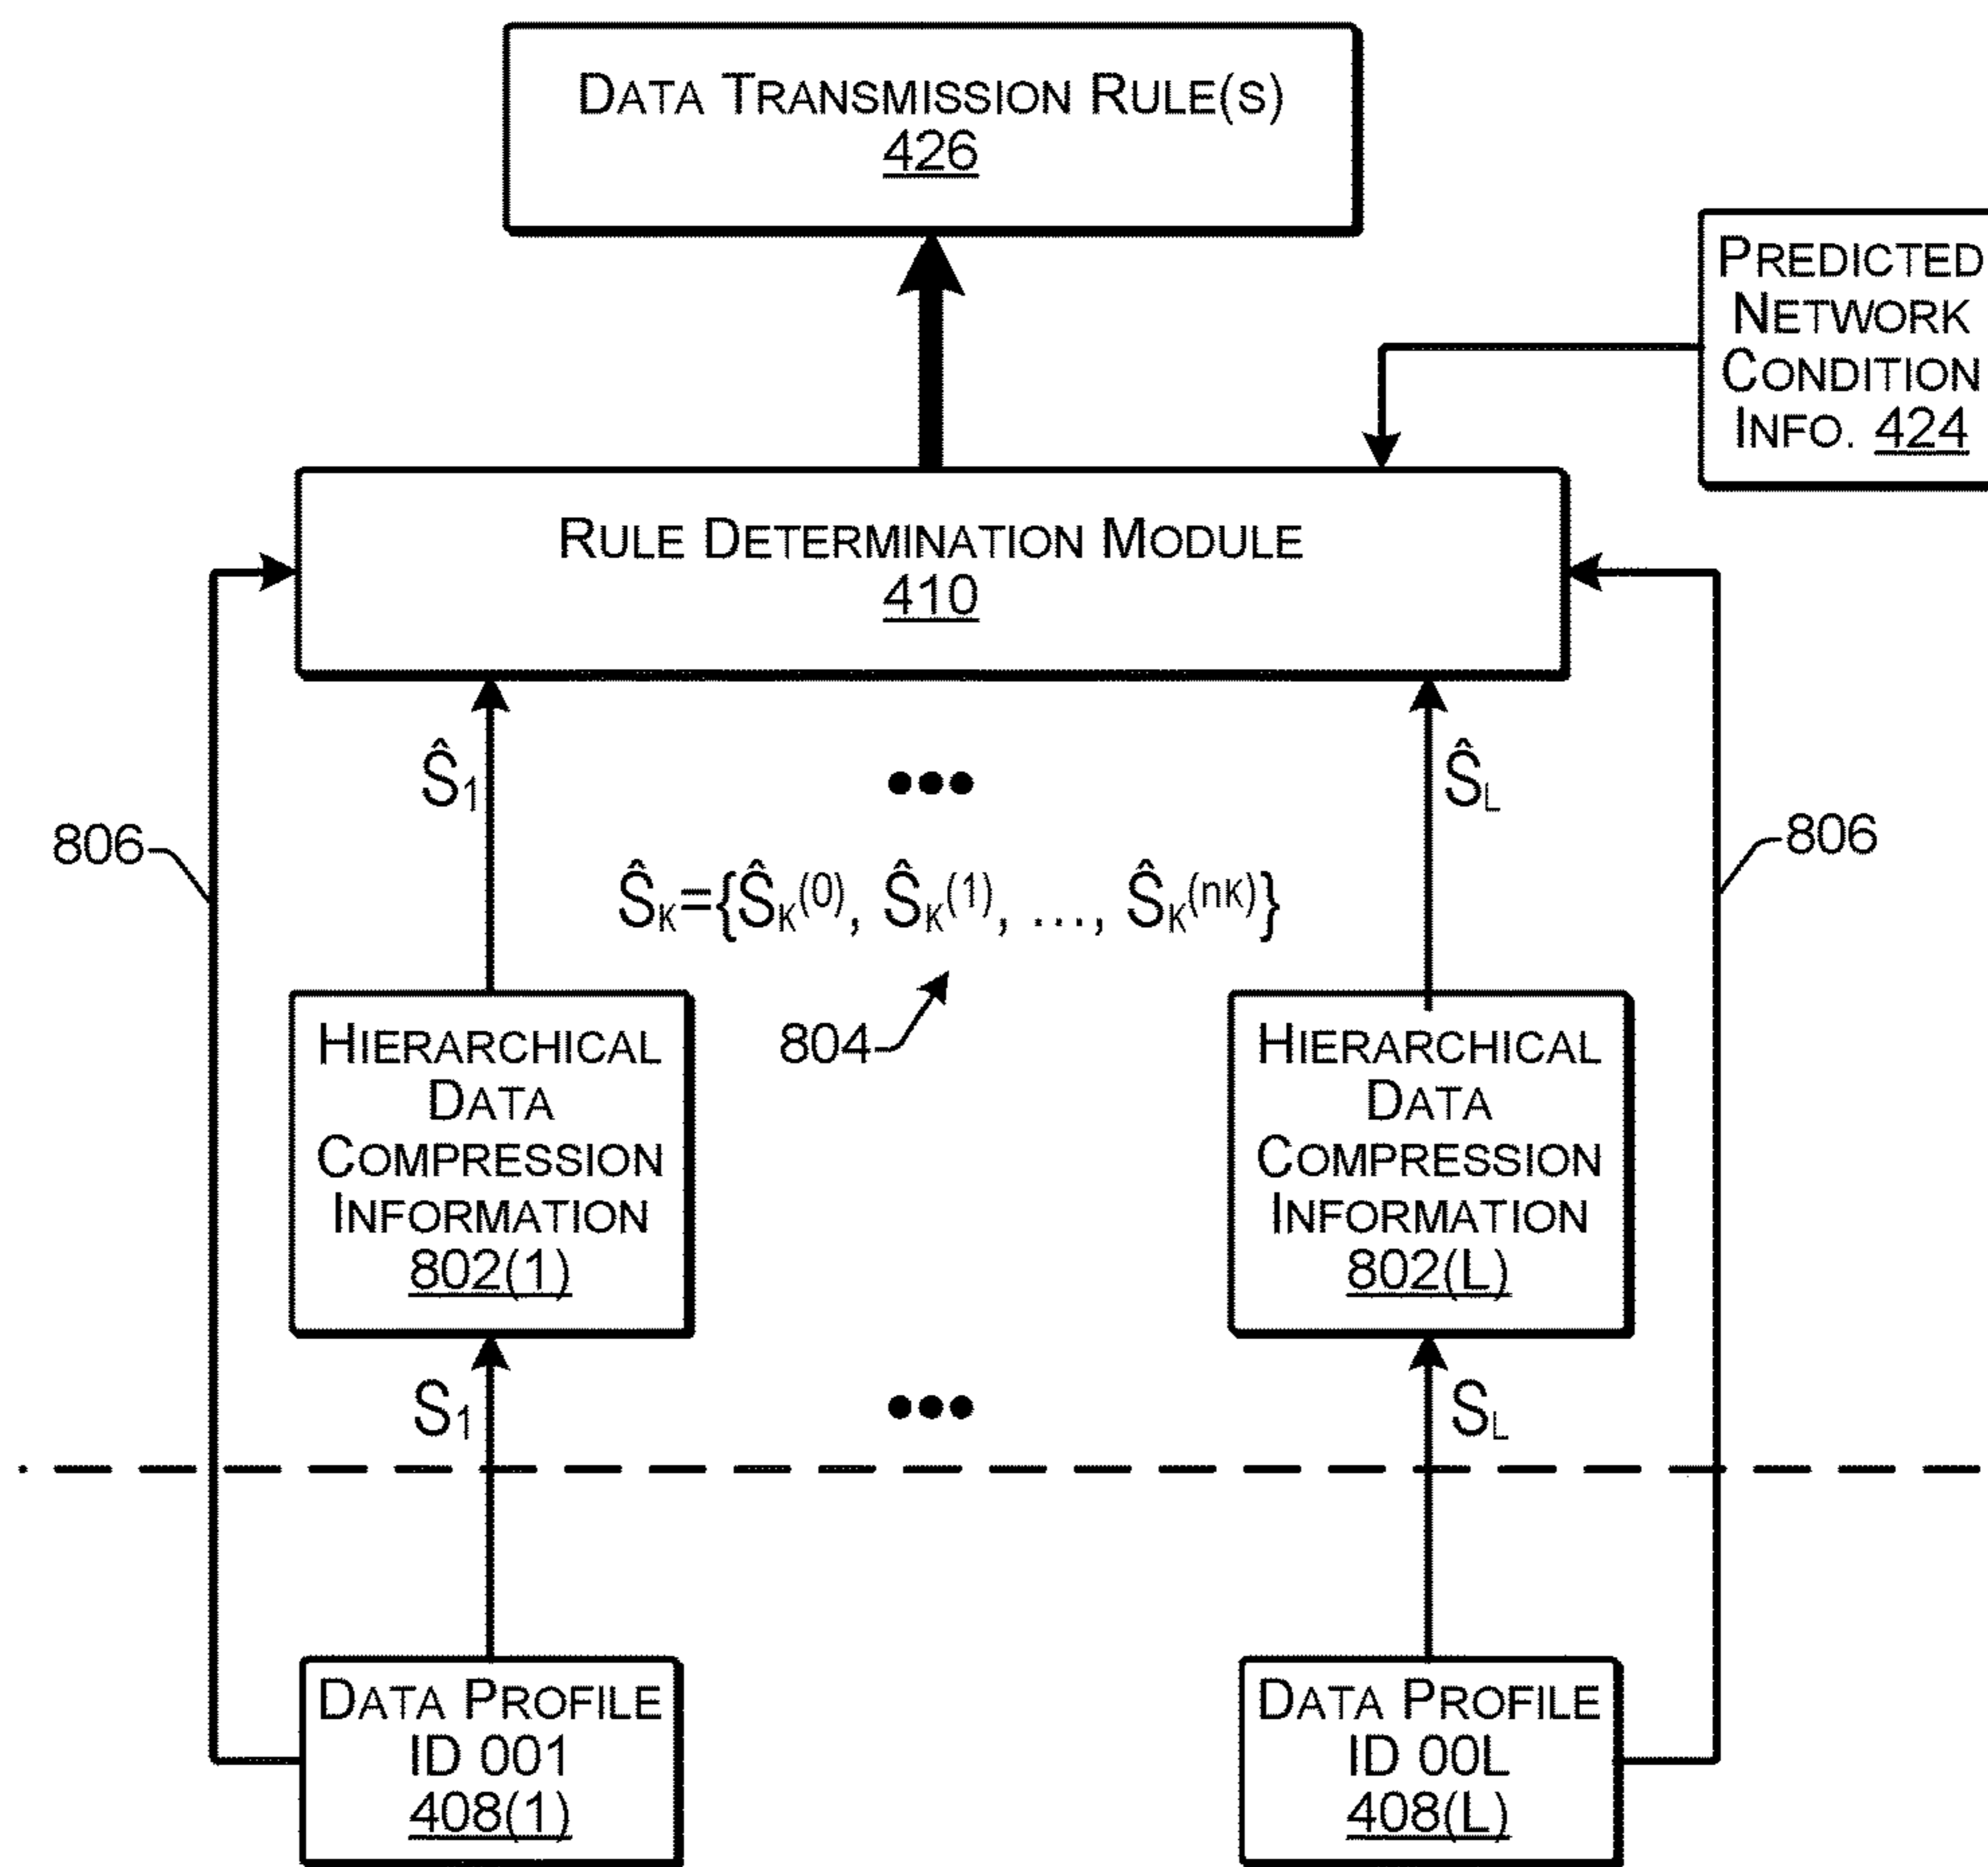 DATA TRANSMISSION RULE(S)
426
PREDICTED
NETWORK
CONDITION
INFO. 424
RULE DETERMINATION MODULE
410
Ŝ1
•••
ŜL
806
806
ŜK={ŜK(0), ŜK(1), ..., ŜK(nK)}
804
HIERARCHICAL
DATA
COMPRESSION
INFORMATION
802(1)
HIERARCHICAL
DATA
COMPRESSION
INFORMATION
802(L)
S1
•••
SL
DATA PROFILE
ID 001
408(1)
DATA PROFILE
ID 00L
408(L)